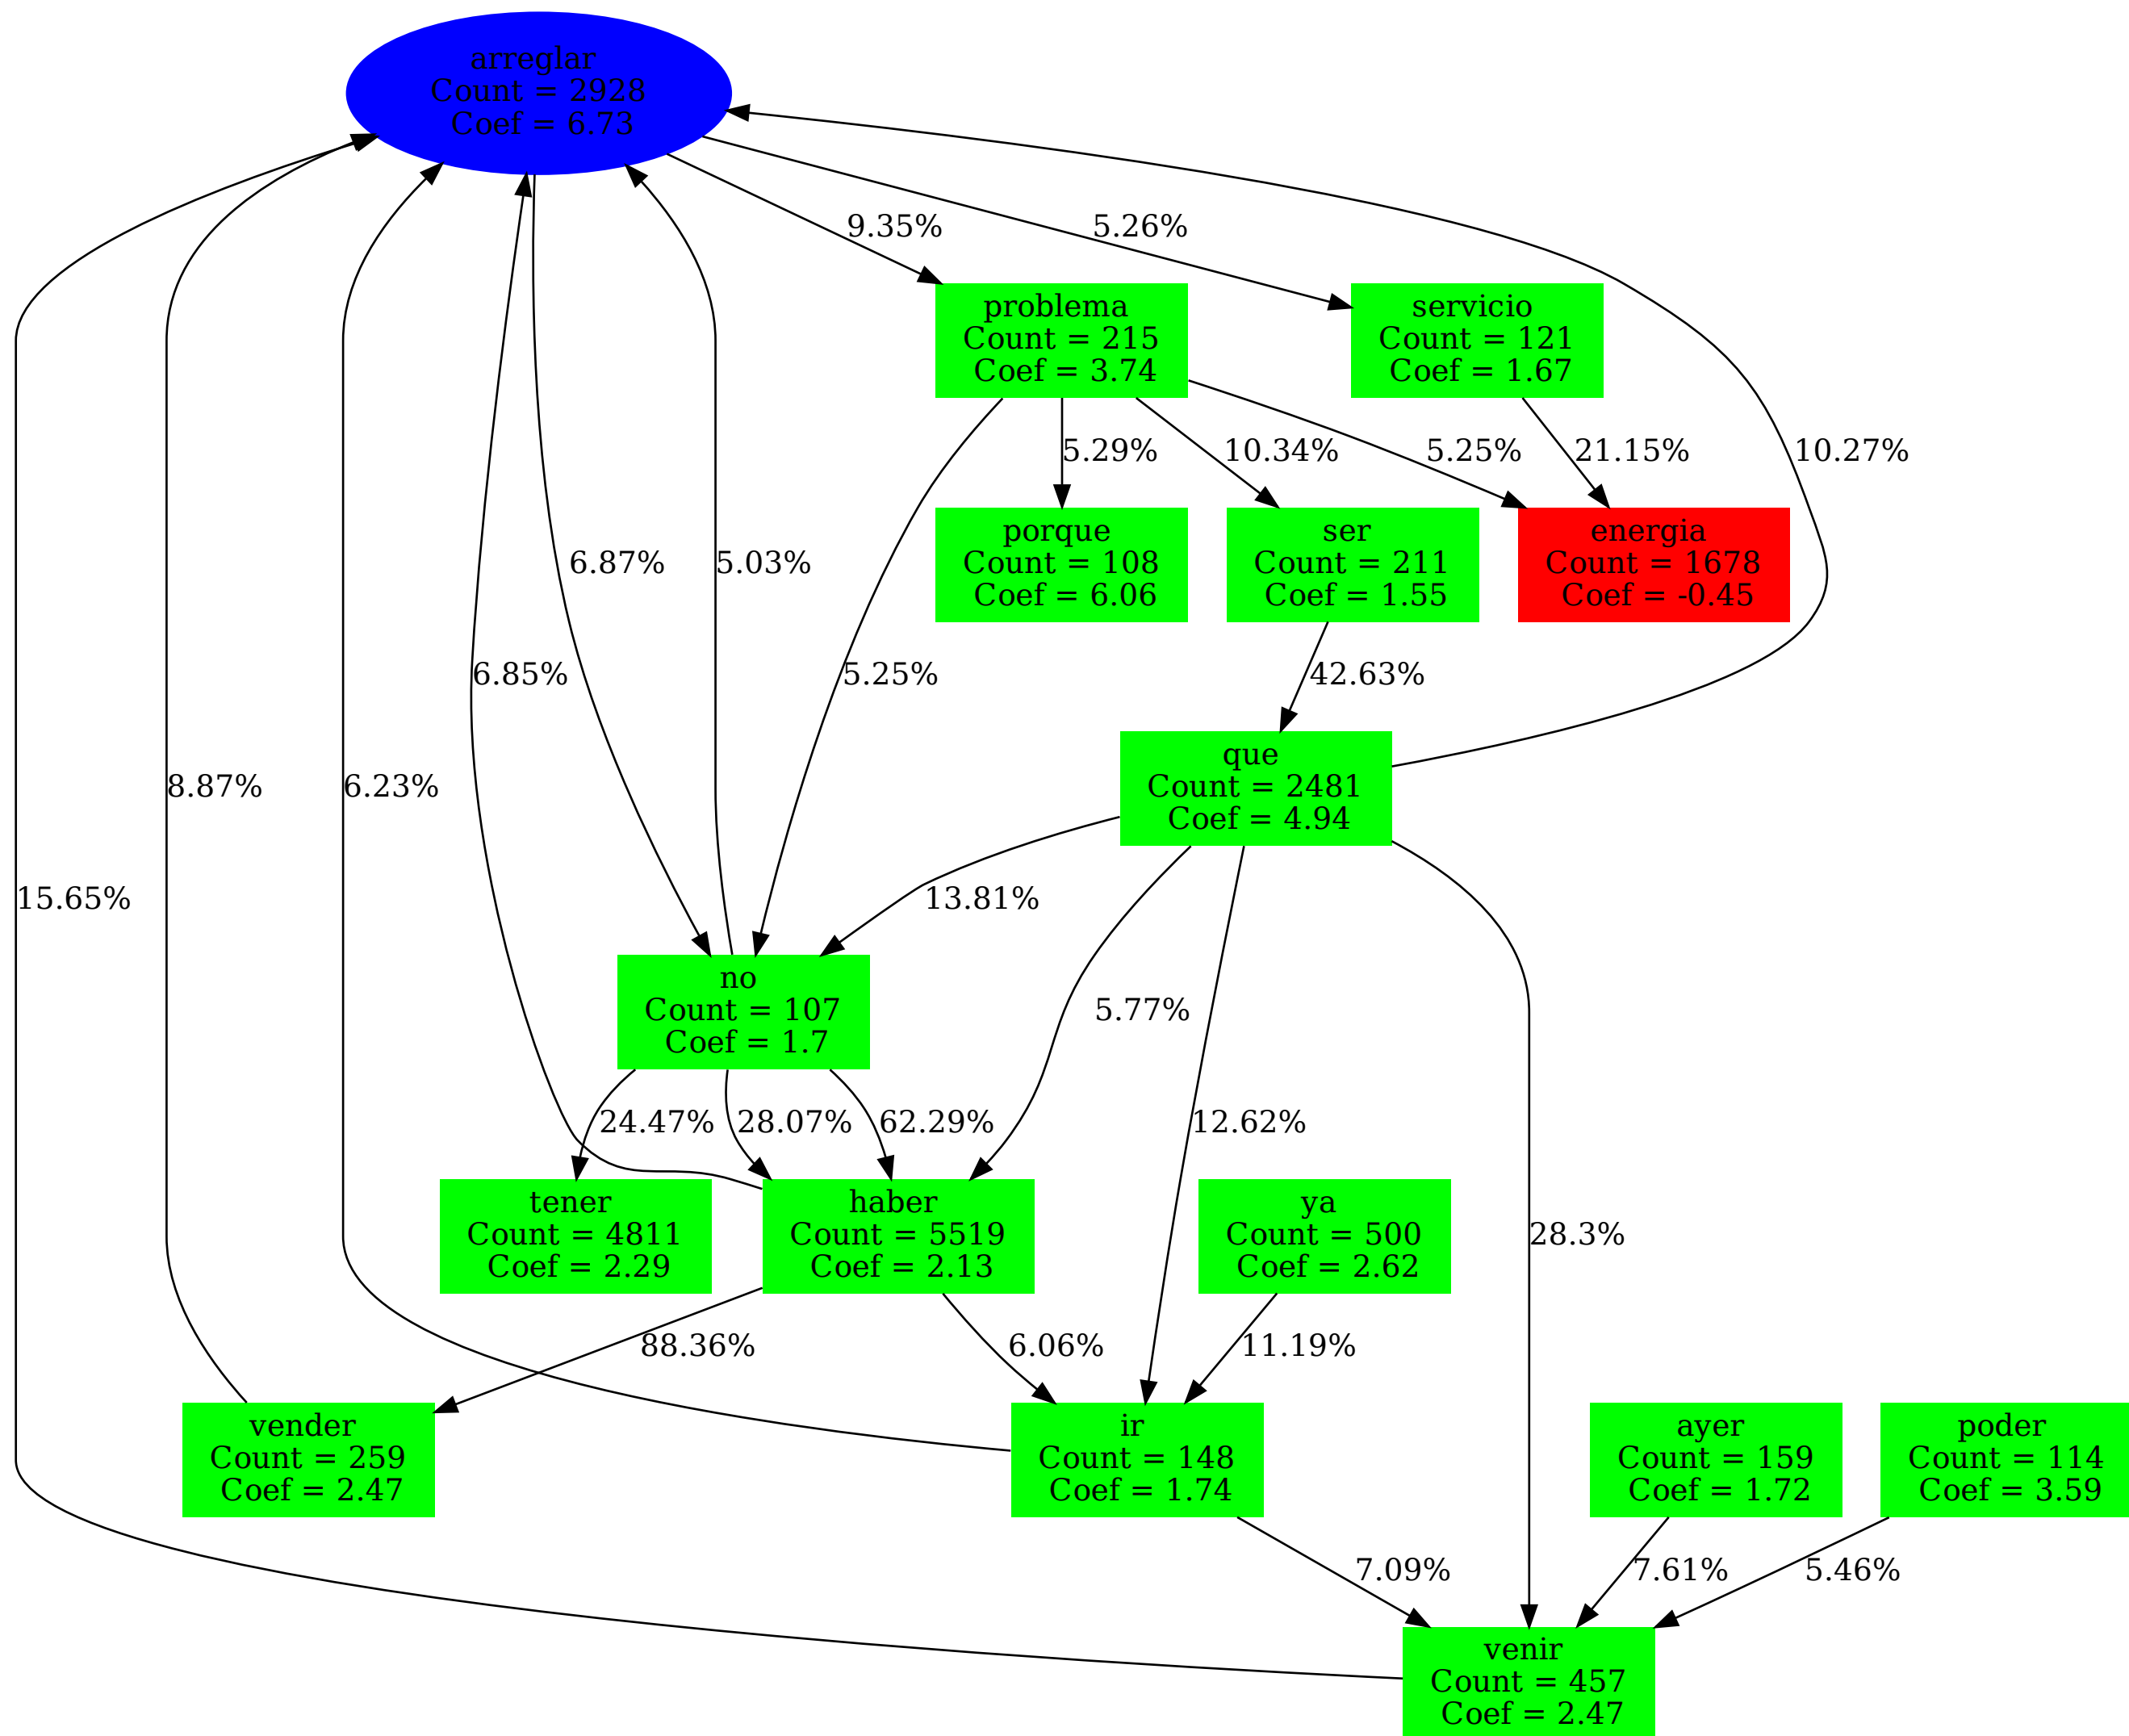 arreglar
Count = 2928
Coef = 6.73
9.35%
5.26%
problema
Count = 215
Coef = 3.74
servicio
Count = 121
Coef = 1.67
5.29%
10.34%
5.25%
21.15%
10.27%
6.87%
5.03%
porque
Count = 108
Coef = 6.06
ser
Count = 211
Coef = 1.55
energia
Count = 1678
Coef = -0.45
6.85%
5.25%
42.63%
8.87%
6.23%
que
Count = 2481
Coef = 4.94
15.65%
13.81%
no
Count = 107
Coef = 1.7
5.77%
24.47%
28.07%
62.29%
12.62%
tener
Count = 4811
Coef = 2.29
haber
Count = 5519
Coef = 2.13
ya
Count = 500
Coef = 2.62
28.3%
88.36%
6.06%
11.19%
vender
Count = 259
Coef = 2.47
ir
Count = 148
Coef = 1.74
ayer
Count = 159
Coef = 1.72
poder
Count = 114
Coef = 3.59
7.09%
7.61%
5.46%
venir
Count = 457
Coef = 2.47